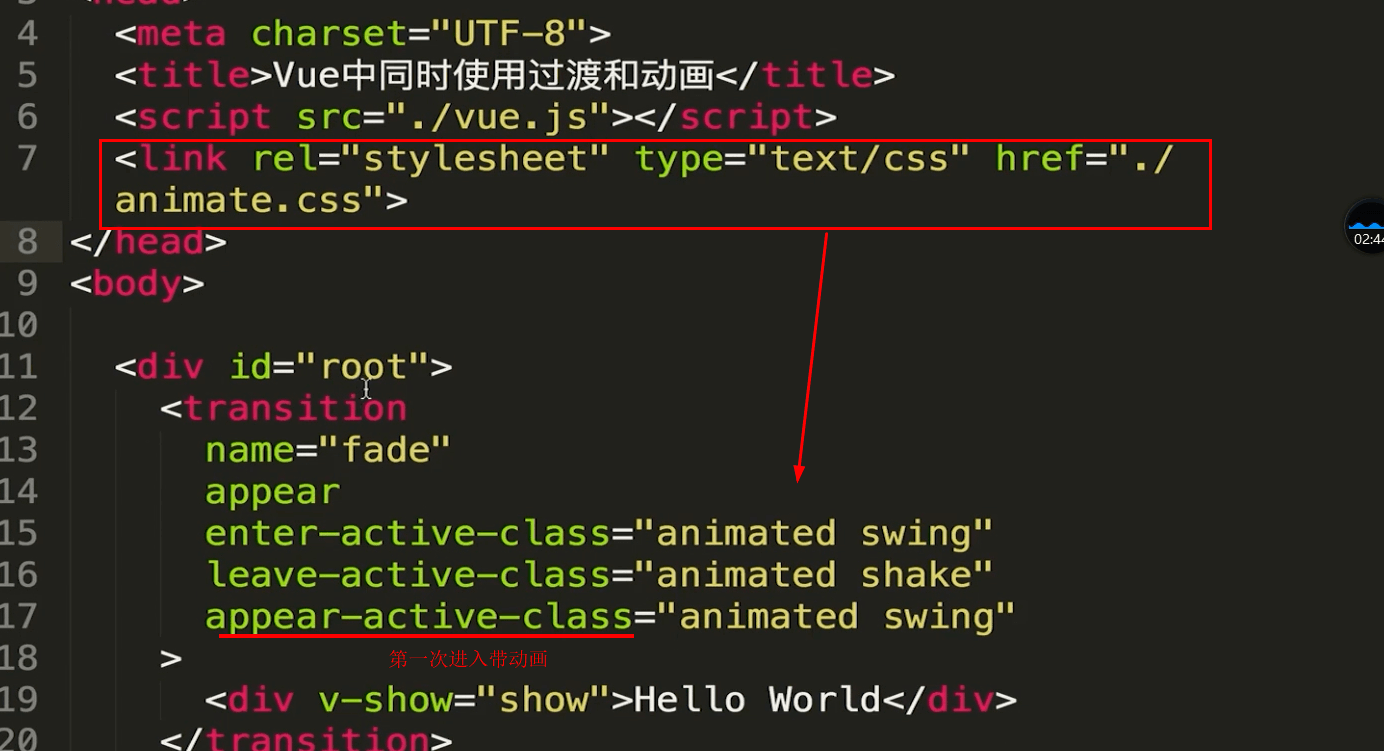 3 <head>
4 <meta charset="UTF-8">
5 <title>Vue中同时使用过渡和动画</title>
6 <script src="./vue.js"></script>
7 <link rel="stylesheet" type="text/css" href="./
animate.css">
8 </head>
9 <body>
10
11 <div id="root">
12 <transition
13 name="fade"
14 appear
15 enter-active-class="animated swing"
16 leave-active-class="animated shake"
17 appear-active-class="animated swing"
18 >
第一次进入带动画
19 <div v-show="show">Hello World</div>
20 </transition>
02:44